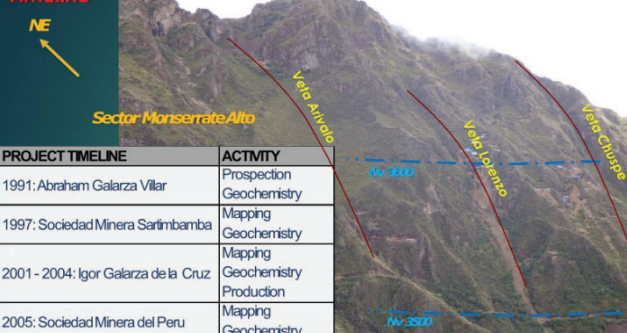 NE
Sector Monserrate Alto
Veta Arivalo
Veta Lorenzo
Veta Chuspe
Nv 3600
Nv 3500
PROJECT TIMELINE ACTIVITY
1991: Abraham Galarza Villar Prospection
Geochemistry
1997: Sociedad Minera Sartimbamba Mapping
Geochemistry
2001 - 2004: Igor Galarza de la Cruz Mapping
Geochemistry
Production
2005: Sociedad Minera del Peru Mapping
Geochemistry